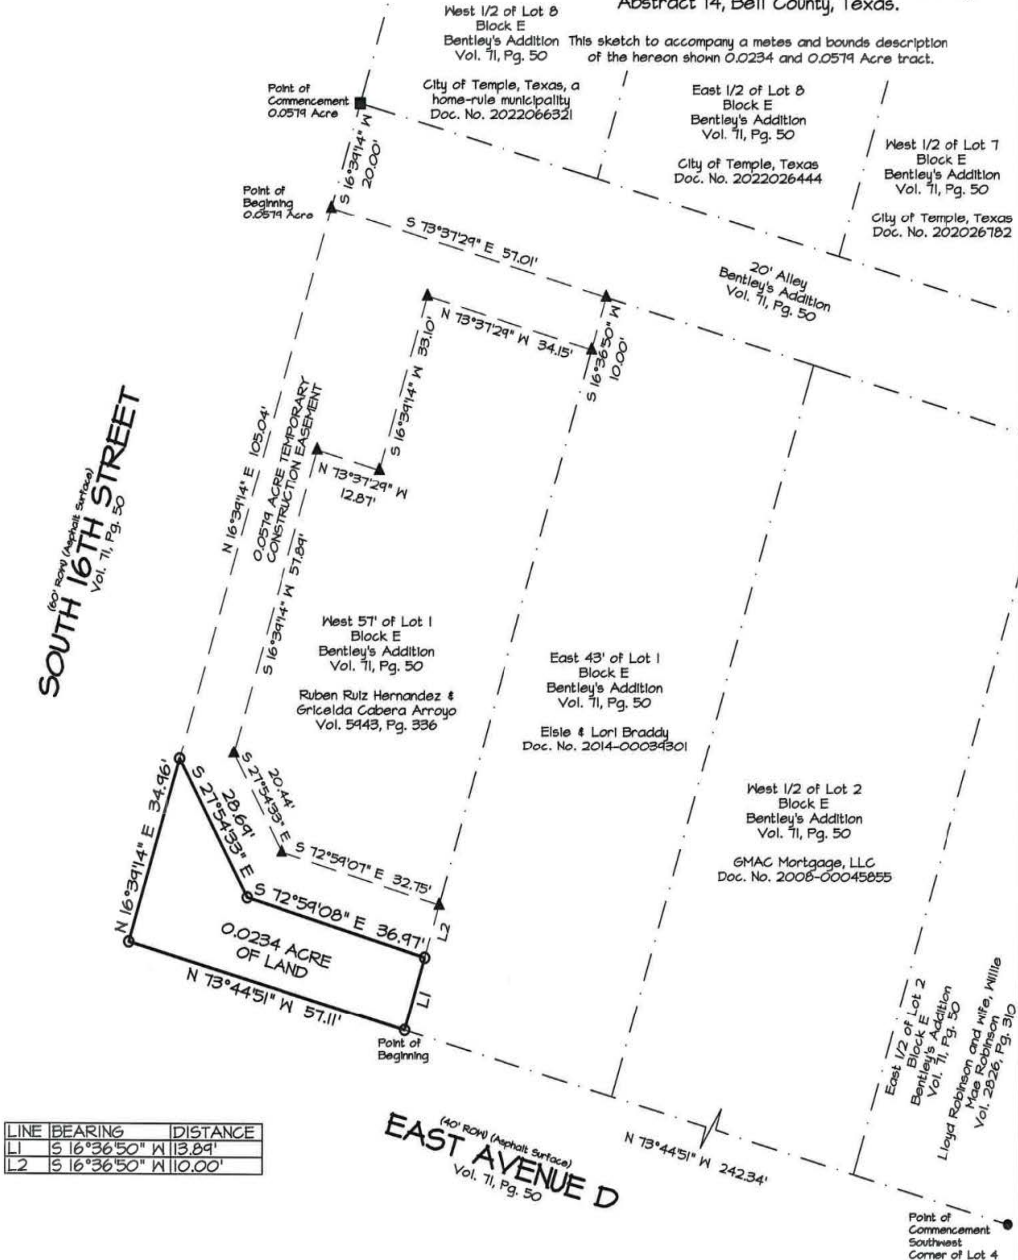 Abstract 14, Bell County, Texas.
This sketch to accompany a metes and bounds description
of the hereon shown 0.0234 and 0.0579 Acre tract.
West 1/2 of Lot 8
Block E
Bentley's Addition
Vol. 71, Pg. 50
City of Temple, Texas, a
home-rule municipality
Doc. No. 2022066321
East 1/2 of Lot 8
Block E
Bentley's Addition
Vol. 71, Pg. 50
City of Temple, Texas
Doc. No. 2022026444
West 1/2 of Lot 7
Block E
Bentley's Addition
Vol. 71, Pg. 50
City of Temple, Texas
Doc. No. 202026782
Point of
Commencement
0.0579 Acre
S 16°39'14" W
20.00'
Point of
Beginning
0.0579 Acre
S 73°37'29" E 57.01'
20' Alley
Bentley's Addition
Vol. 71, Pg. 50
N 73°37'29" W 34.15'
S 16°36'50" W
10.00'
S 16°39'14" W 33.10'
N 73°37'29" W
12.87'
N 16°39'14" E 105.04'
0.0579 ACRE TEMPORARY
CONSTRUCTION EASEMENT
S 16°39'14" W 57.89'
SOUTH 16TH STREET
(60' ROW) (Asphalt Surface)
Vol. 71, Pg. 50
West 57' of Lot 1
Block E
Bentley's Addition
Vol. 71, Pg. 50
Ruben Ruiz Hernandez &
Gricelda Cabera Arroyo
Vol. 5943, Pg. 336
East 43' of Lot 1
Block E
Bentley's Addition
Vol. 71, Pg. 50
Elsie & Lori Braddy
Doc. No. 2014-00039301
West 1/2 of Lot 2
Block E
Bentley's Addition
Vol. 71, Pg. 50
GMAC Mortgage, LLC
Doc. No. 2008-00045855
S 27°54'33" E
20.44'
S 72°59'07" E 32.75'
N 16°39'14" E 34.96'
28.69'
S 27°54'33" E
S 72°59'08" E 36.97'
L2
L1
0.0234 ACRE
OF LAND
N 73°44'51" W 57.11'
Point of
Beginning
East 1/2 of Lot 2
Block E
Bentley's Addition
Vol. 71, Pg. 50
Lloyd Robinson and wife, Willie
Mae Robinson
Vol. 2826, Pg. 310
LINE BEARING DISTANCE
L1 S 16°36'50" W 13.89'
L2 S 16°36'50" W 10.00'
(40' ROW) (Asphalt Surface)
EAST AVENUE D
Vol. 71, Pg. 50
N 73°44'51" W 242.34'
Point of
Commencement
Southwest
Corner of Lot 4